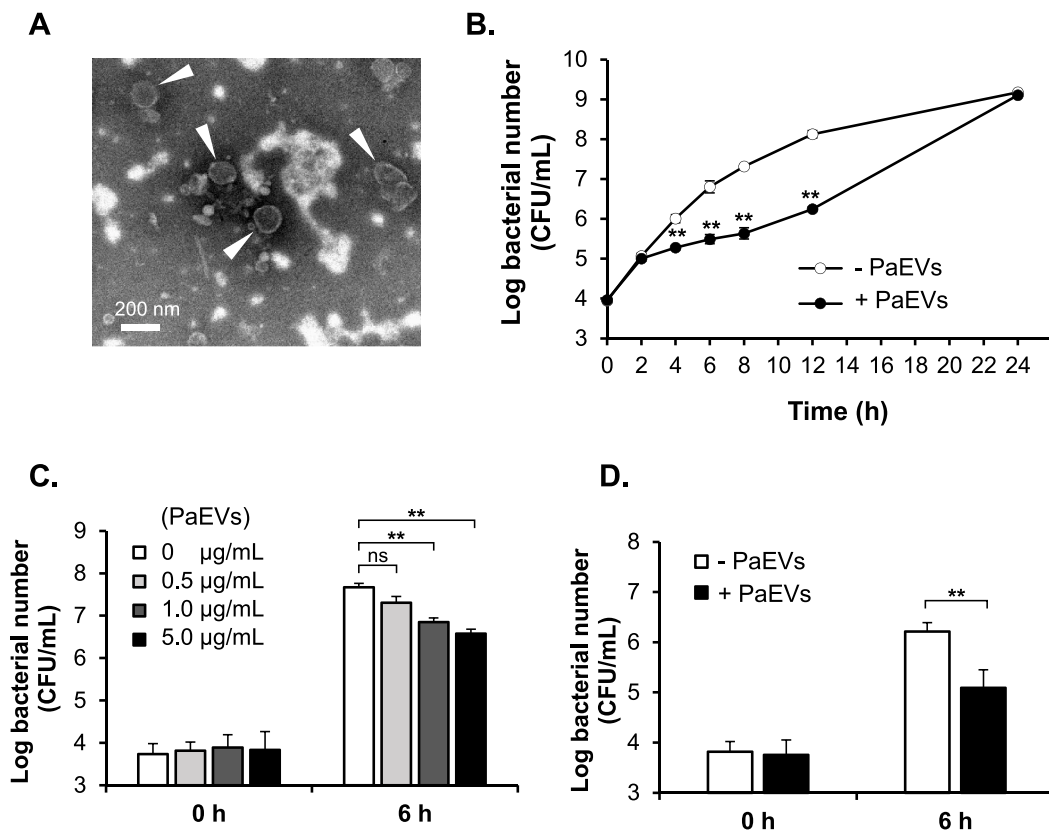 A
200 nm
B.
Log bacterial number
(CFU/mL)
10
9
8
7
6
5
4
3
**
**
**
**
- PaEVs
+ PaEVs
0 2 4 6 8 10 12 14 16 18 20 22 24
Time (h)
C.
Log bacterial number
(CFU/mL)
(PaEVs)
0 µg/mL
0.5 µg/mL
1.0 µg/mL
5.0 µg/mL
9
8
7
6
5
4
3
**
**
ns
0 h 6 h
D.
Log bacterial number
(CFU/mL)
8
7
6
5
4
3
- PaEVs
+ PaEVs
**
0 h 6 h